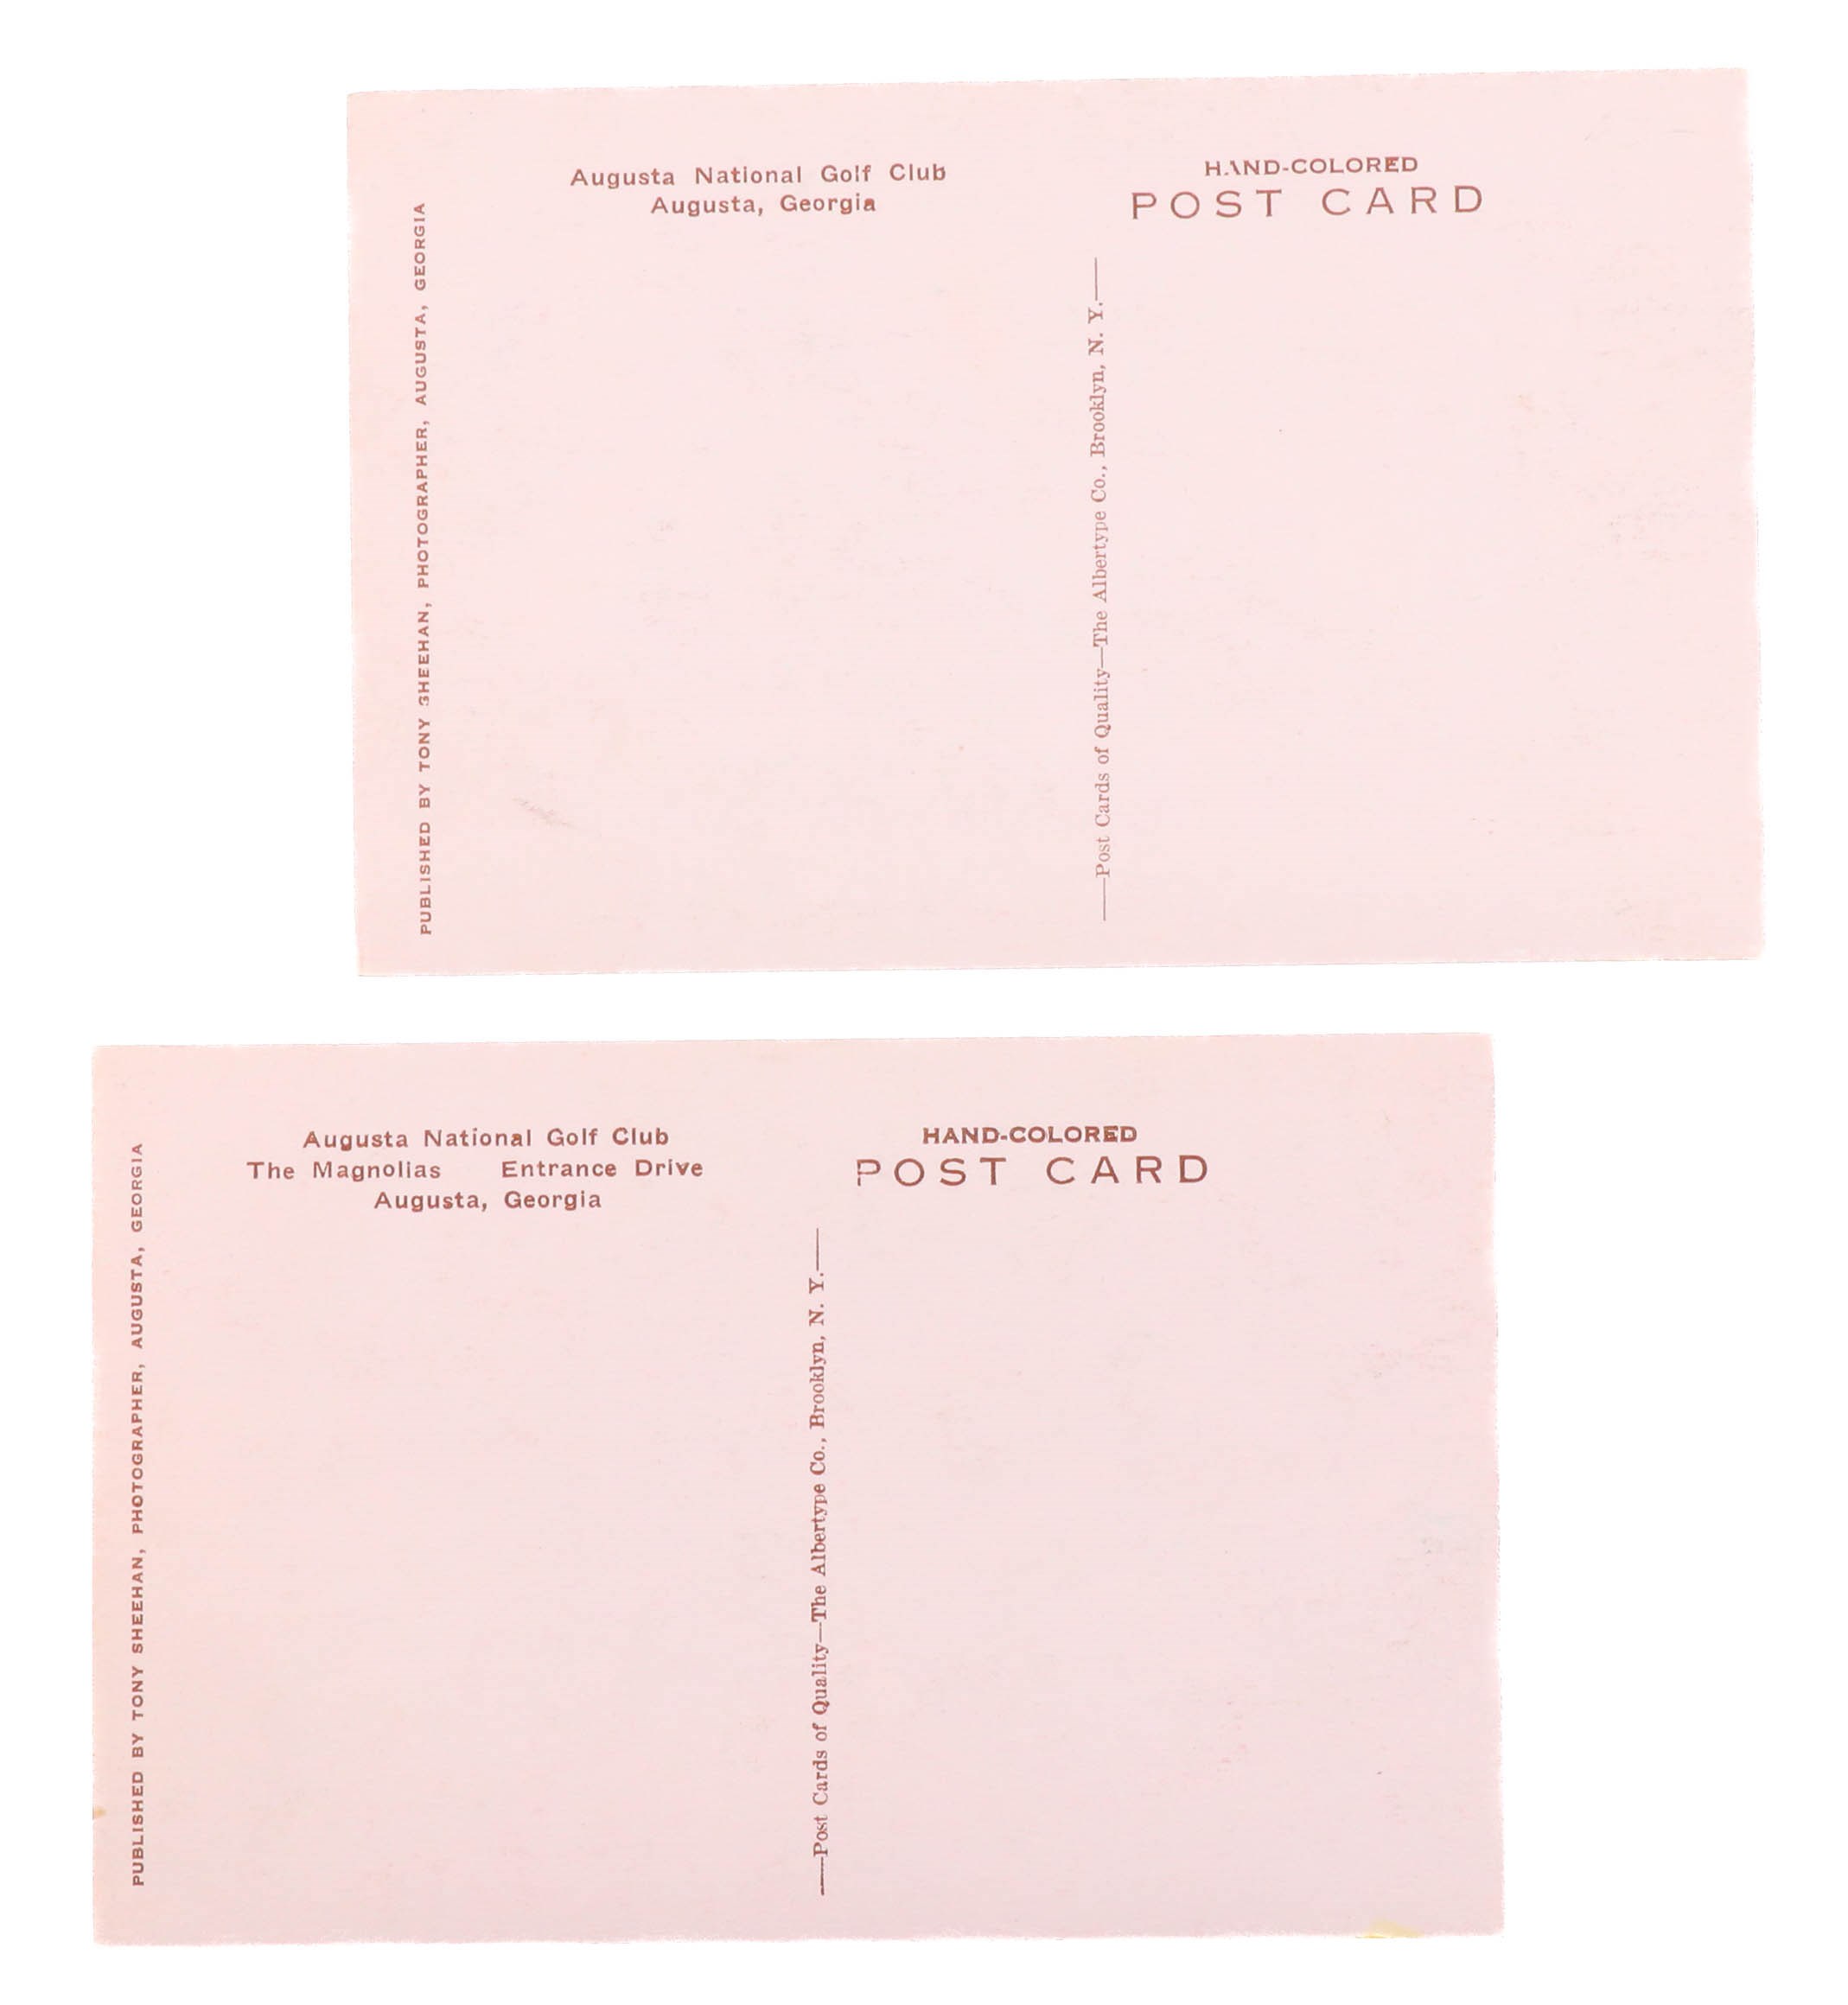 Augusta National Golf Club
Augusta, Georgia
HAND-COLORED
POST CARD
PUBLISHED BY TONY SHEEHAN, PHOTOGRAPHER, AUGUSTA, GEORGIA
—Post Cards of Quality—The Albertype Co., Brooklyn, N. Y.—
Augusta National Golf Club
The Magnolias Entrance Drive
Augusta, Georgia
HAND-COLORED
POST CARD
PUBLISHED BY TONY SHEEHAN, PHOTOGRAPHER, AUGUSTA, GEORGIA
—Post Cards of Quality—The Albertype Co., Brooklyn, N. Y.—